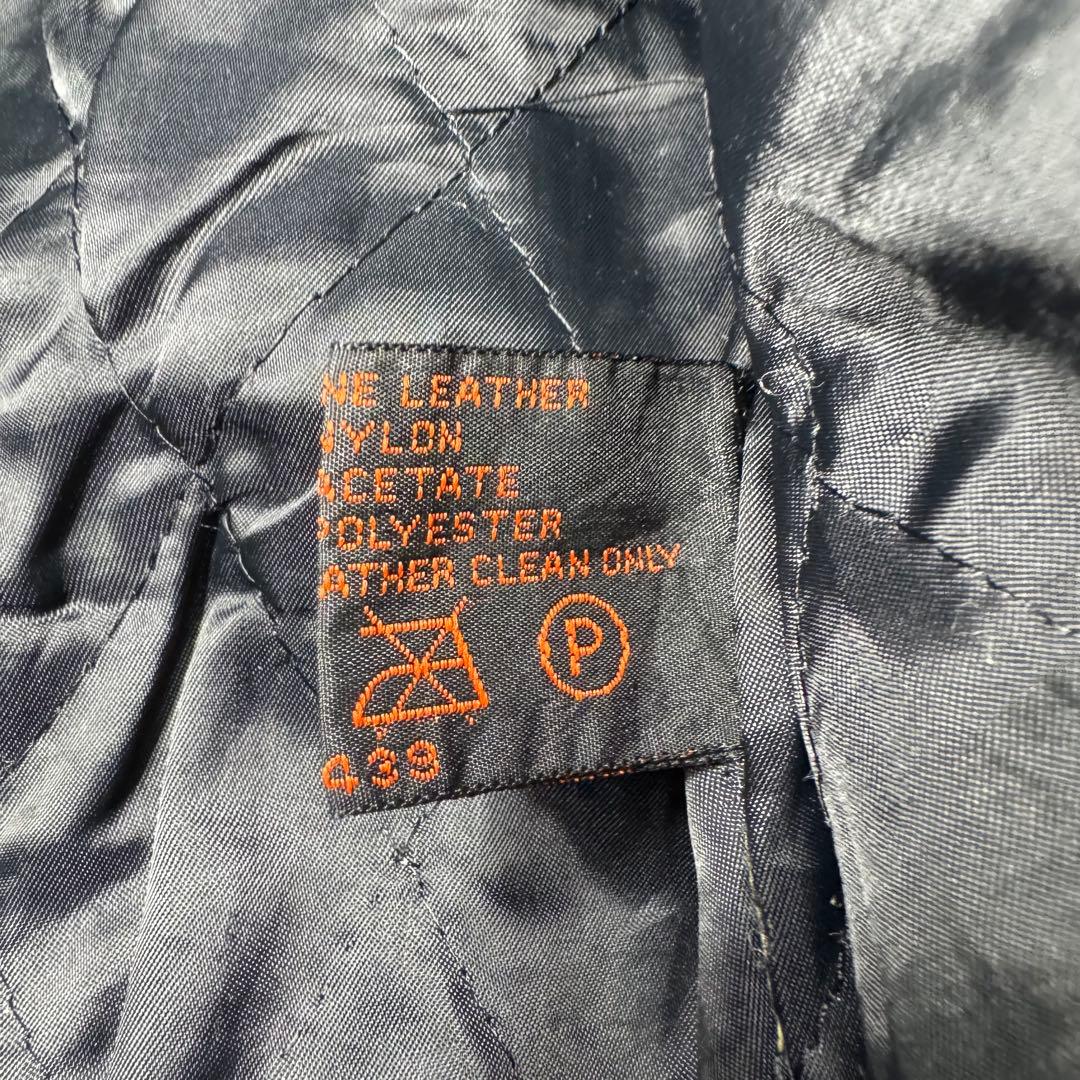 NE LEATHER
NYLON
ACETATE
POLYESTER
ATHER CLEAN ONLY
P
439